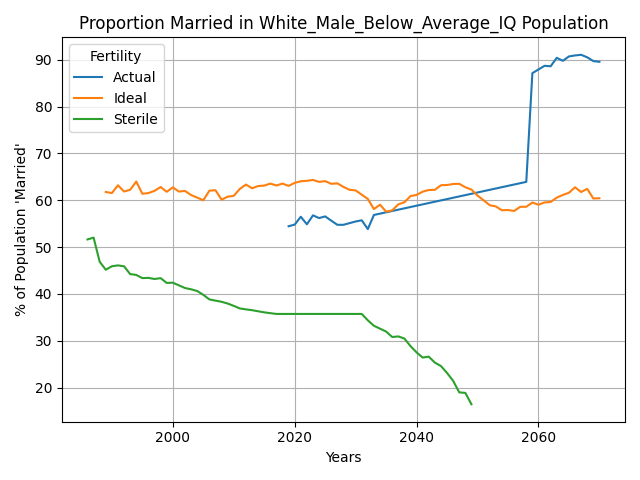 Proportion Married in White_Male_Below_Average_IQ Population
Fertility
Actual
Ideal
Sterile
% of Population 'Married'
90
80
70
60
50
40
30
20
2000
2020
2040
2060
Years